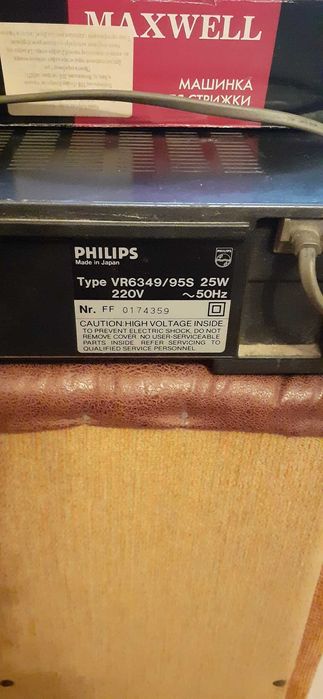 MAXWELL
МАШИНКА
СТРИЖКИ
PHILIPS
Made in Japan
PHILIPS
Type VR6349/95S 25W
220V ~50Hz
Nr. FF 0174359
CAUTION:HIGH VOLTAGE INSIDE
TO PREVENT ELECTRIC SHOCK, DO NOT
REMOVE COVER NO USER-SERVICEABLE
PARTS INSIDE REFER SERVICING TO
QUALIFIED SERVICE PERSONNEL